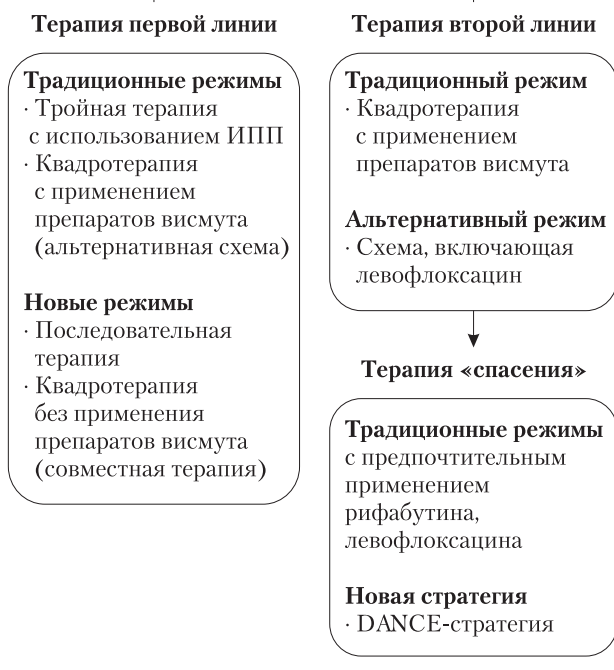 Терапия первой линии
Традиционные режимы
· Тройная терапия
с использованием ИПП
· Квадротерапия
с применением
препаратов висмута
(альтернативная схема)
Новые режимы
· Последовательная
терапия
· Квадротерапия
без применения
препаратов висмута
(совместная терапия)
Терапия второй линии
Традиционный режим
· Квадротерапия
с применением
препаратов висмута
Альтернативный режим
· Схема, включающая
левофлоксацин
Терапия «спасения»
Традиционные режимы
с предпочтительным
применением
рифабутина,
левофлоксацина
Новая стратегия
· DANCE-стратегия